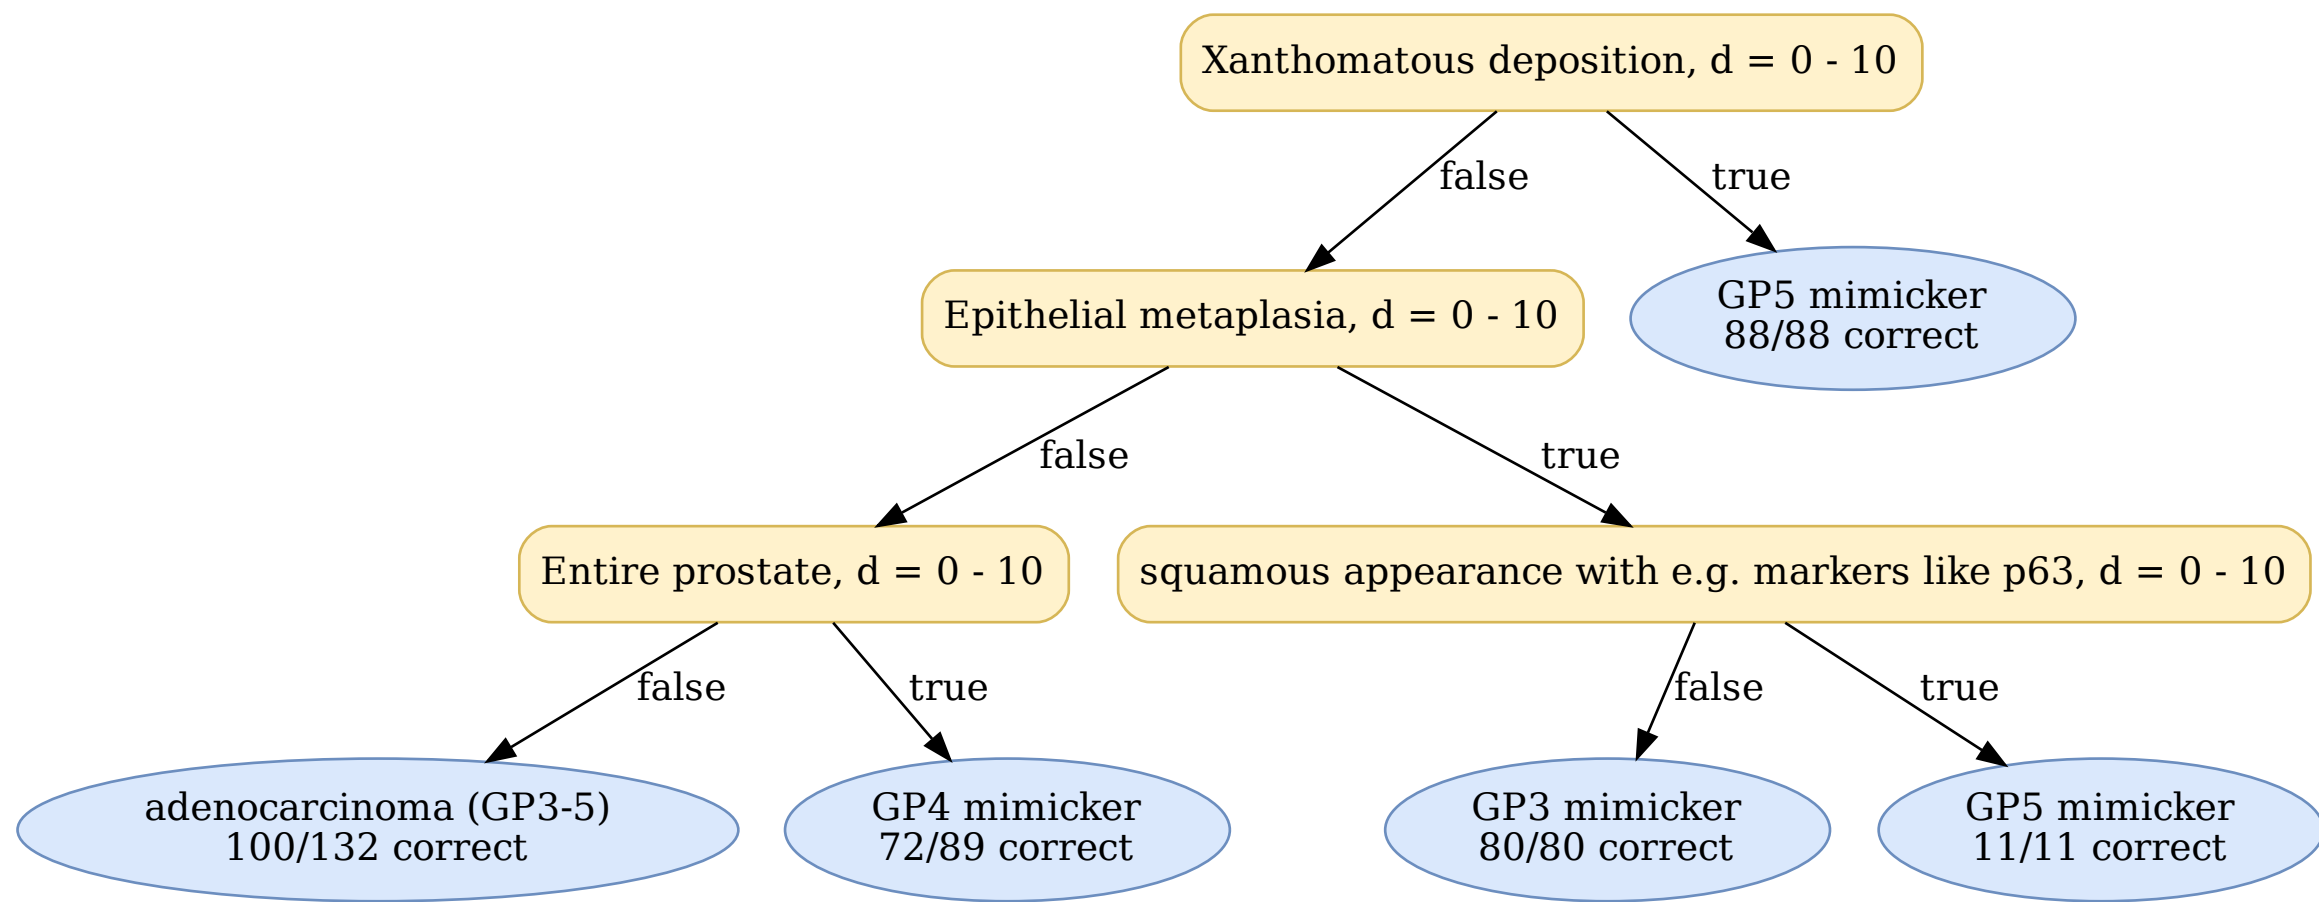 Xanthomatous deposition, d = 0 - 10
false
true
Epithelial metaplasia, d = 0 - 10
GP5 mimicker
88/88 correct
false
true
Entire prostate, d = 0 - 10
squamous appearance with e.g. markers like p63, d = 0 - 10
false
true
false
true
adenocarcinoma (GP3-5)
100/132 correct
GP4 mimicker
72/89 correct
GP3 mimicker
80/80 correct
GP5 mimicker
11/11 correct